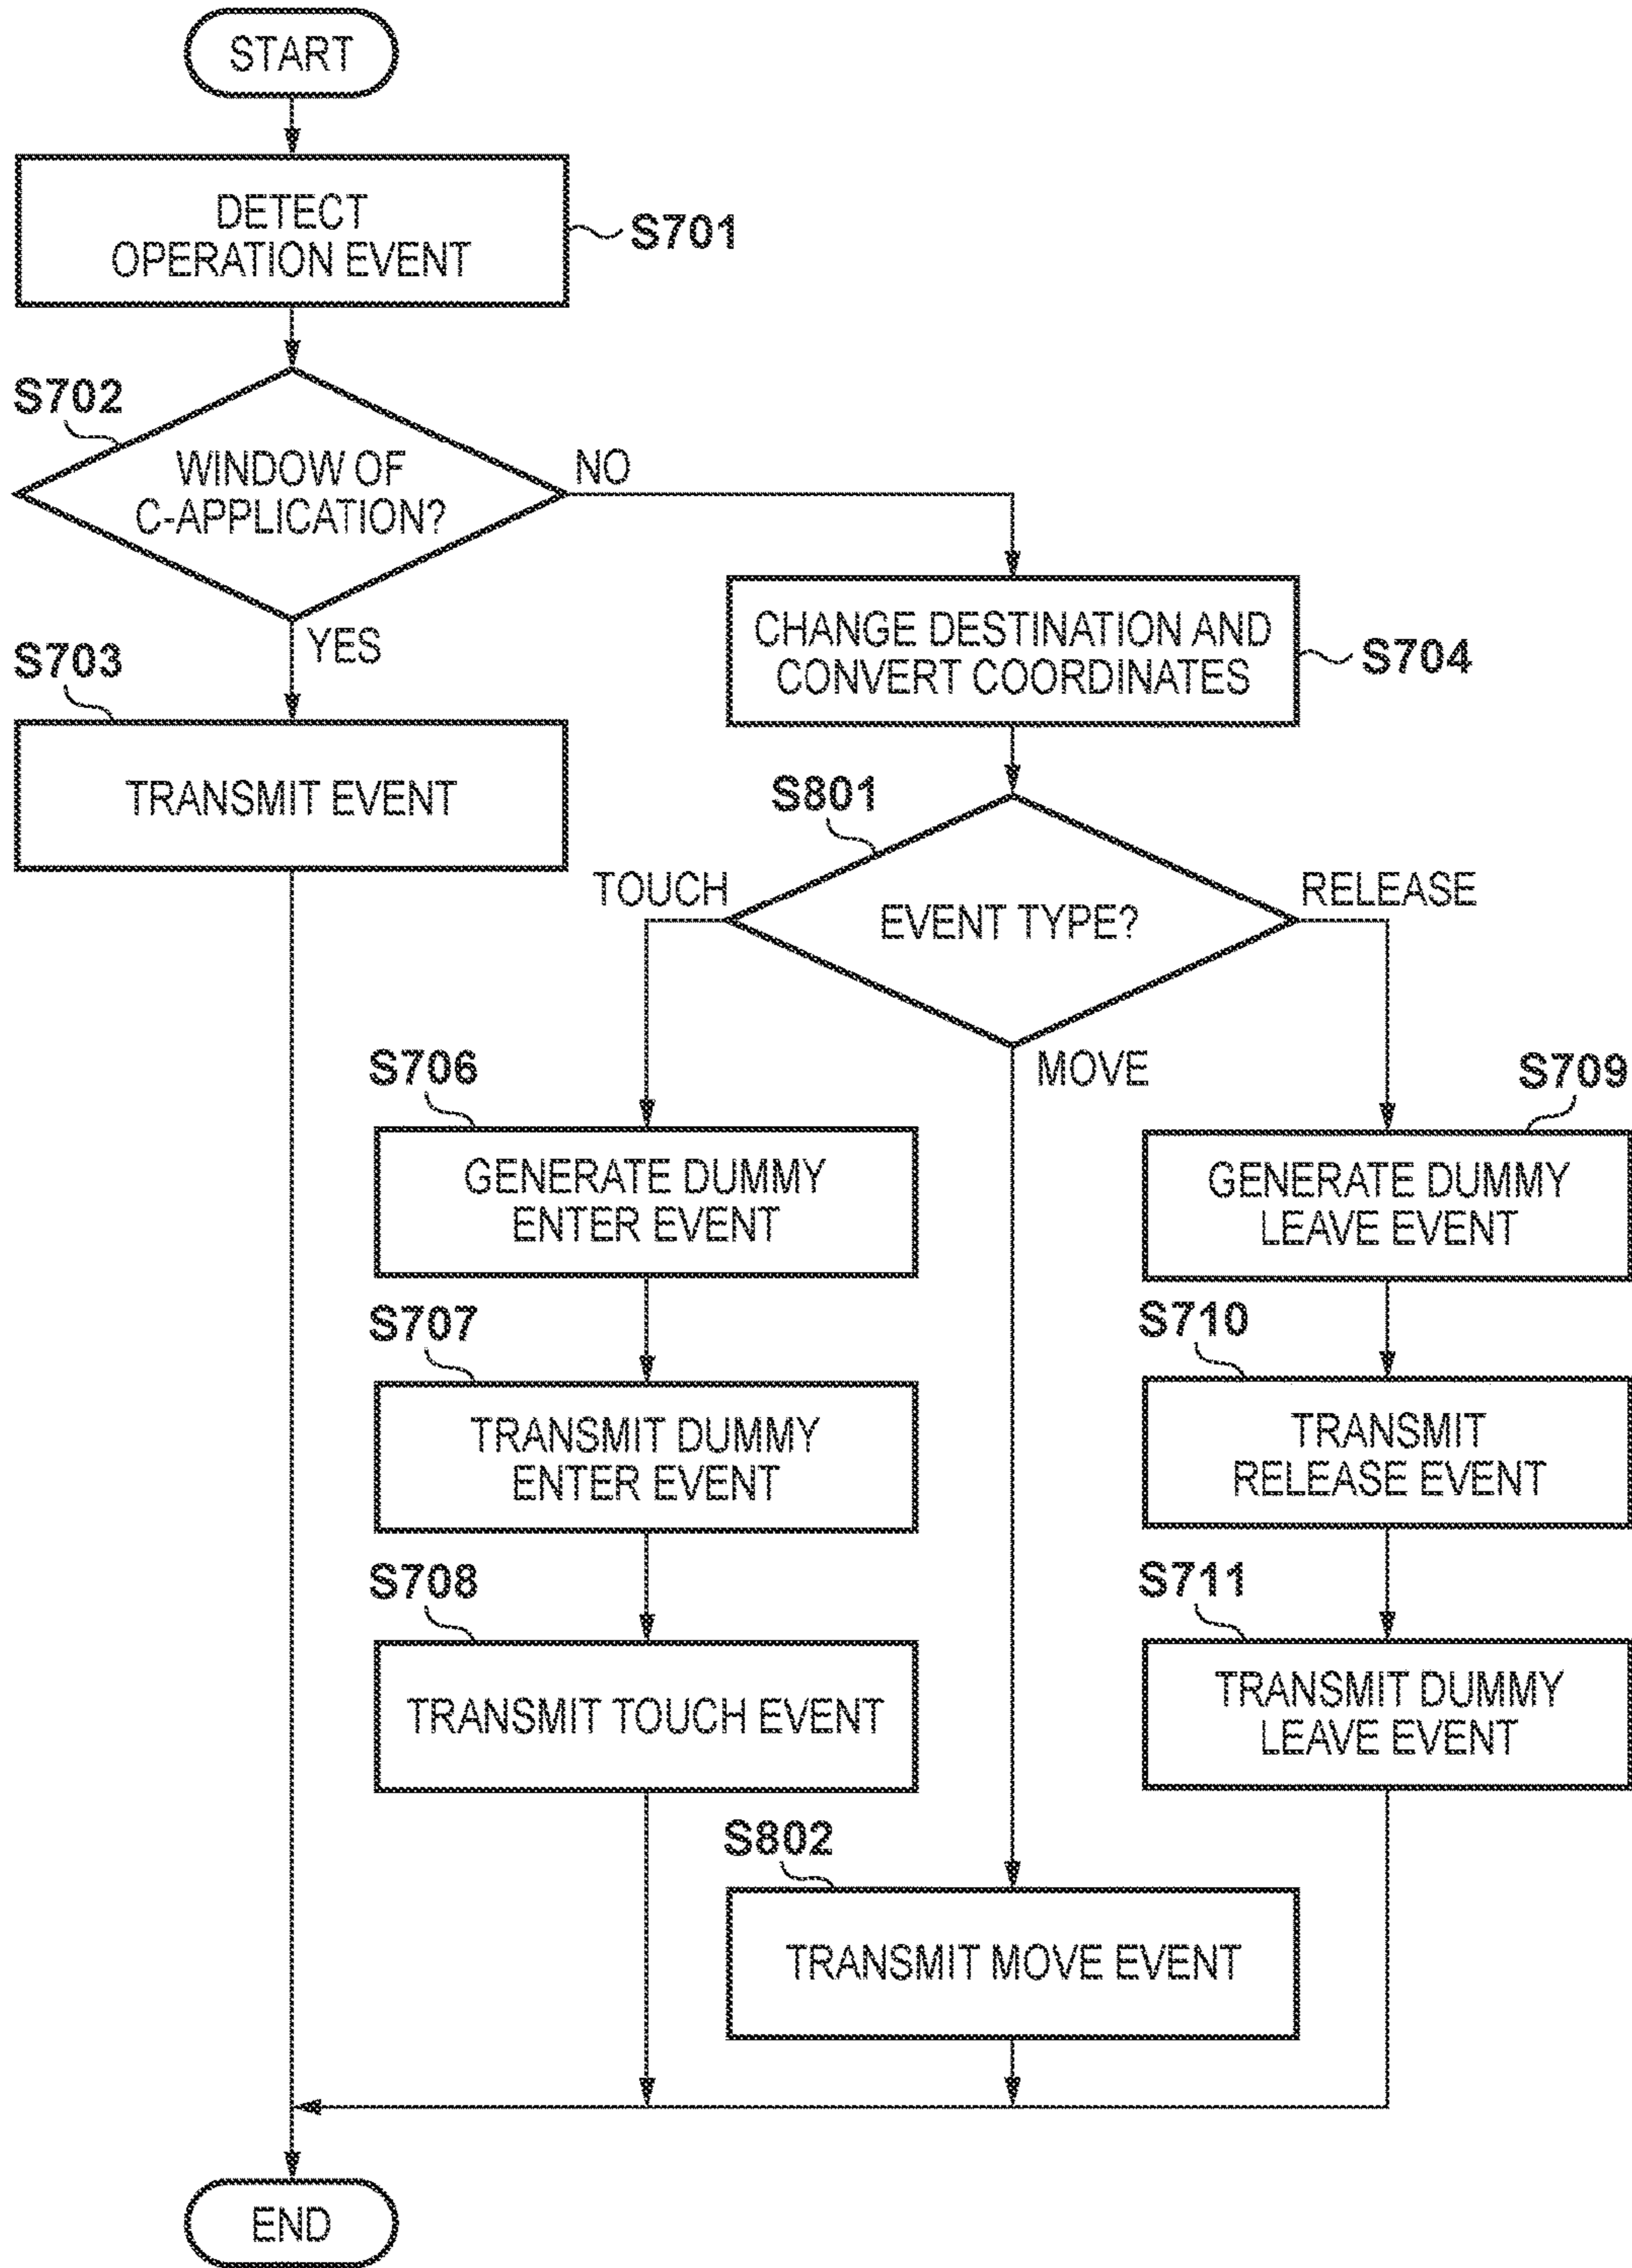 START
DETECT
OPERATION EVENT
S701
S702
WINDOW OF
C-APPLICATION?
NO
YES
S703
TRANSMIT EVENT
CHANGE DESTINATION AND
CONVERT COORDINATES
S704
S801
EVENT TYPE?
TOUCH
RELEASE
MOVE
S706
GENERATE DUMMY
ENTER EVENT
S707
TRANSMIT DUMMY
ENTER EVENT
S708
TRANSMIT TOUCH EVENT
S802
TRANSMIT MOVE EVENT
S709
GENERATE DUMMY
LEAVE EVENT
S710
TRANSMIT
RELEASE EVENT
S711
TRANSMIT DUMMY
LEAVE EVENT
END